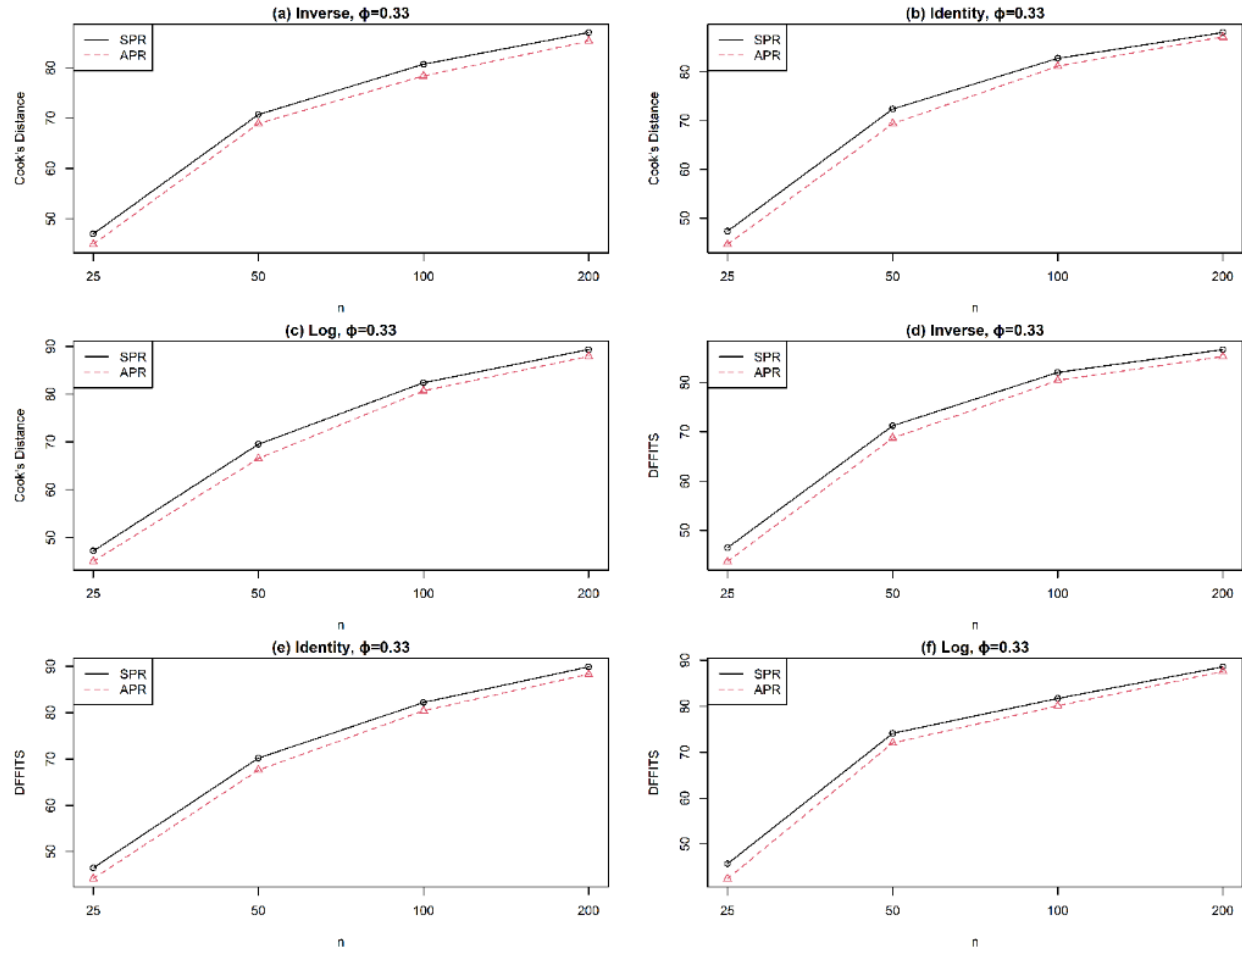 (a) Inverse, ϕ=0.33
SPR
APR
Cook's Distance
80
70
60
50
25 50 100 200
n
(b) Identity, ϕ=0.33
SPR
APR
Cook's Distance
80
70
60
50
25 50 100 200
n
(c) Log, ϕ=0.33
SPR
APR
Cook's Distance
90
80
70
60
50
25 50 100 200
n
(d) Inverse, ϕ=0.33
SPR
APR
DFFITS
80
70
60
50
25 50 100 200
n
(e) Identity, ϕ=0.33
SPR
APR
DFFITS
90
80
70
60
50
25 50 100 200
n
(f) Log, ϕ=0.33
SPR
APR
DFFITS
90
80
70
60
50
25 50 100 200
n